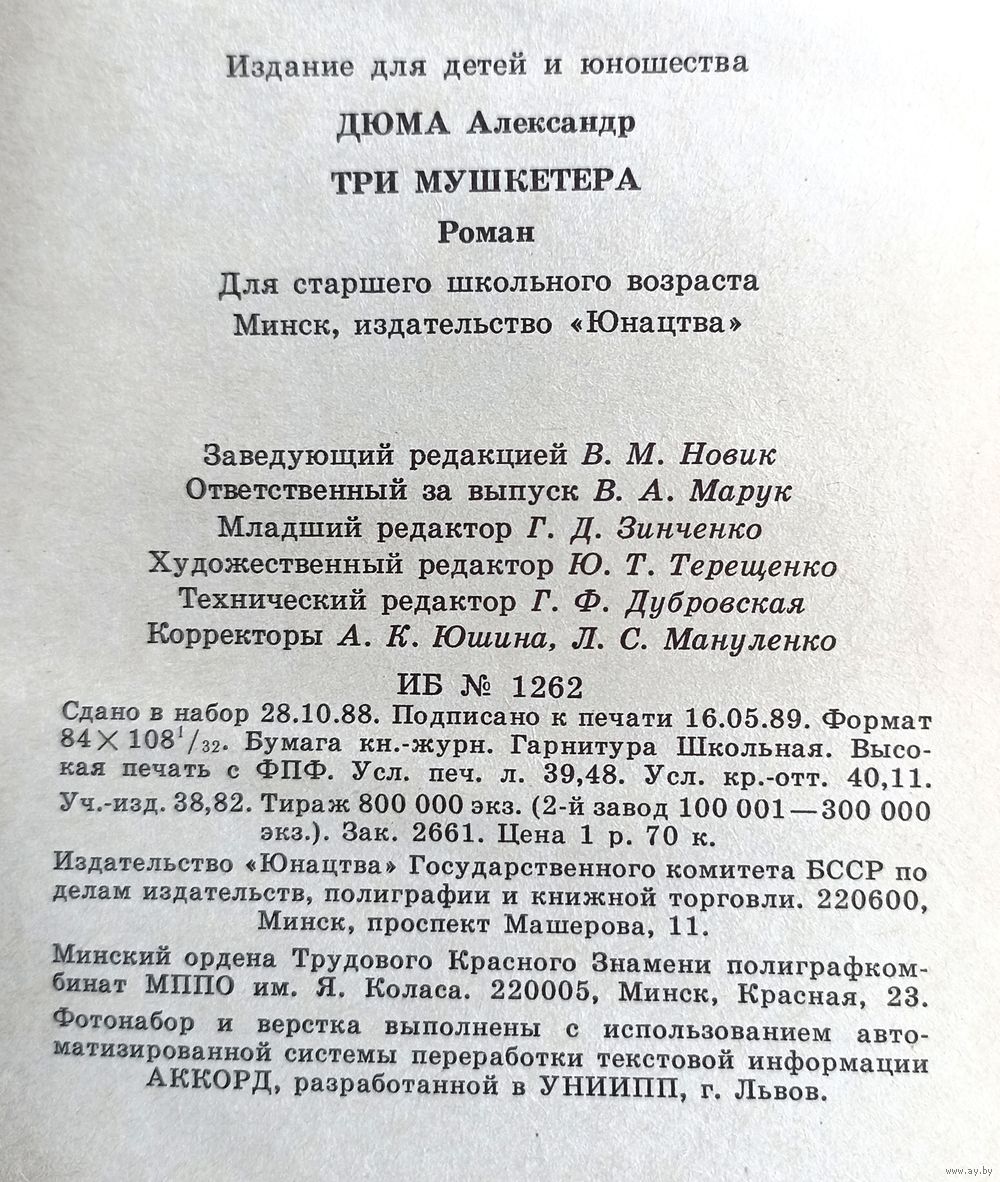 Издание для детей и юношества
ДЮМА Александр
ТРИ МУШКЕТЕРА
Роман
Для старшего школьного возраста
Минск, издательство «Юнацтва»
Заведующий редакцией В. М. Новик
Ответственный за выпуск В. А. Марук
Младший редактор Г. Д. Зинченко
Художественный редактор Ю. Т. Терещенко
Технический редактор Г. Ф. Дубровская
Корректоры А. К. Юшина, Л. С. Мануленко
ИБ № 1262
Сдано в набор 28.10.88. Подписано к печати 16.05.89. Формат
84×108¹/₃₂. Бумага кн.-журн. Гарнитура Школьная. Высо-
кая печать с ФПФ. Усл. печ. л. 39,48. Усл. кр.-отт. 40,11.
Уч.-изд. 38,82. Тираж 800 000 экз. (2-й завод 100 001—300 000
экз.). Зак. 2661. Цена 1 р. 70 к.
Издательство «Юнацтва» Государственного комитета БССР по
делам издательств, полиграфии и книжной торговли. 220600,
Минск, проспект Машерова, 11.
Минский ордена Трудового Красного Знамени полиграфком-
бинат МППО им. Я. Коласа. 220005, Минск, Красная, 23.
Фотонабор и верстка выполнены с использованием авто-
матизированной системы переработки текстовой информации
АККОРД, разработанной в УНИИПП, г. Львов.
www.ay.by